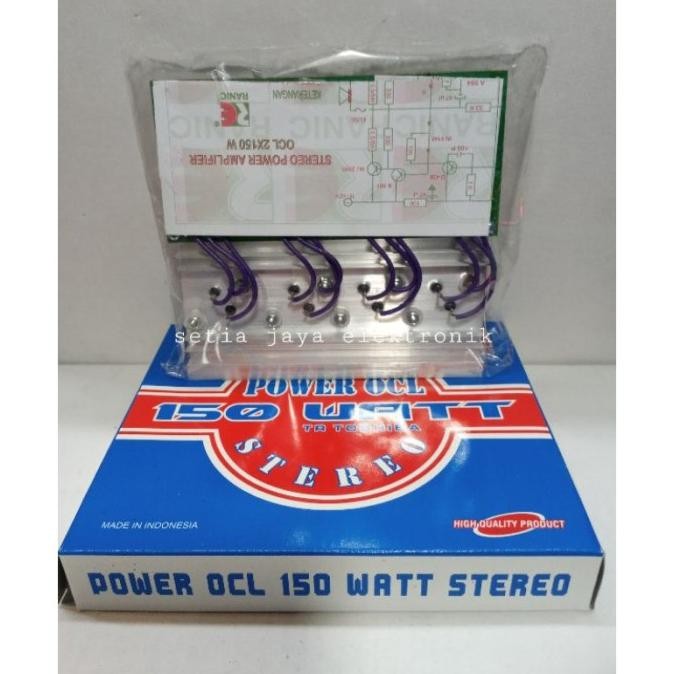 KETERANGAN
RANIC
STEREO POWER AMPLIFIER
OCL 2X150 W
setia jaya elektronik
POWER OCL
150 WATT
TR TOSHIBA
STEREO
MADE IN INDONESIA
HIGH QUALITY PRODUCT
POWER OCL 150 WATT STEREO